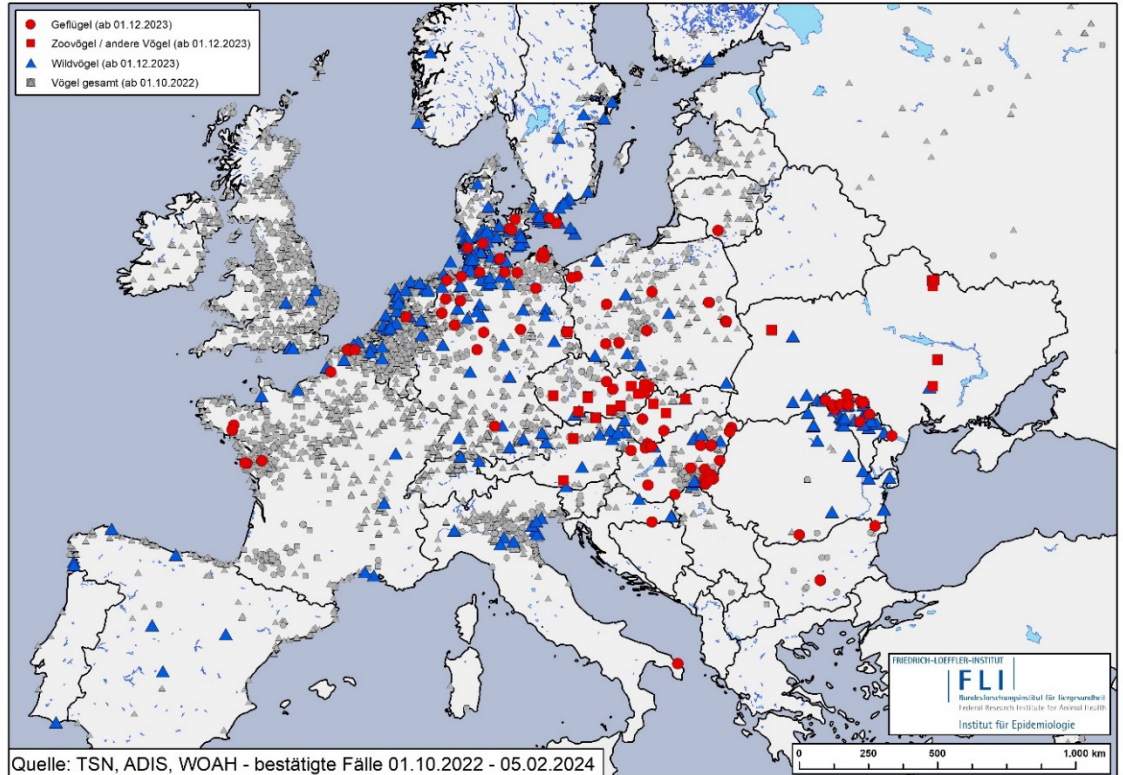 Geflügel (ab 01.12.2023)
Zoovögel / andere Vögel (ab 01.12.2023)
Wildvögel (ab 01.12.2023)
Vögel gesamt (ab 01.10.2022)
FRIEDRICH-LOEFFLER-INSTITUT
FLI
Bundesforschungsinstitut für Tiergesundheit
Federal Research Institute for Animal Health
Institut für Epidemiologie
Quelle: TSN, ADIS, WOAH - bestätigte Fälle 01.10.2022 - 05.02.2024
0 250 500 1.000 km